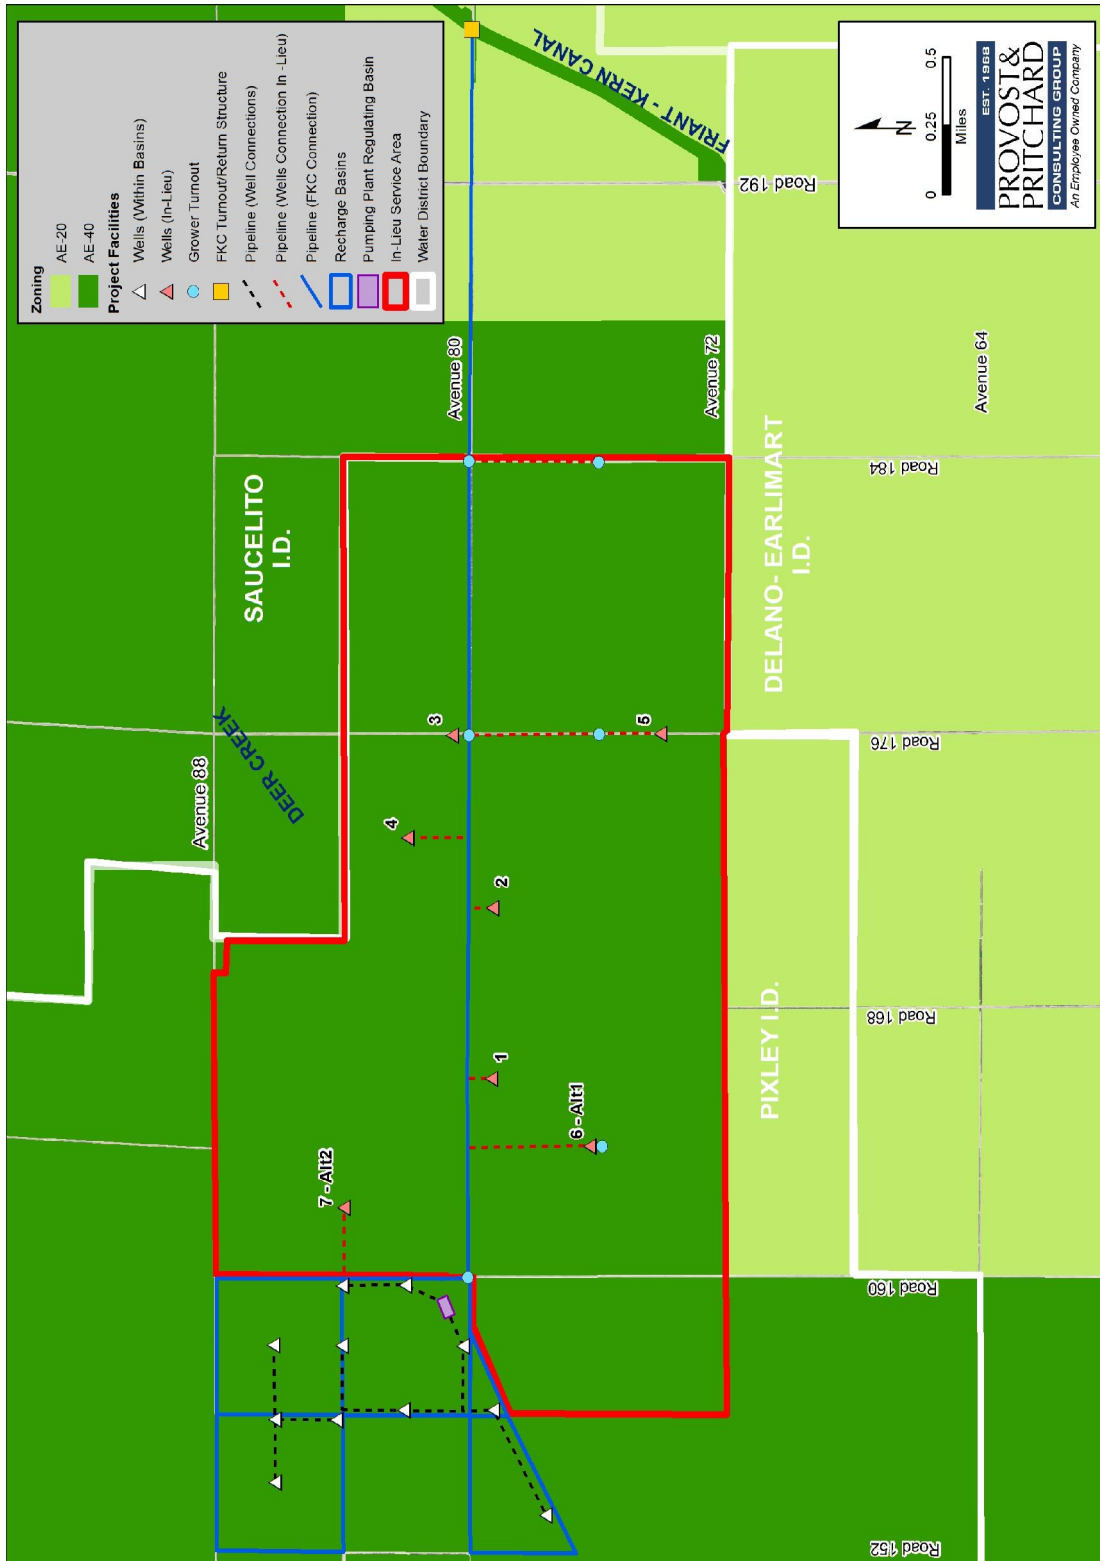 Zoning
AE-20
AE-40
Project Facilities
Wells (Within Basins)
Wells (In-Lieu)
Grower Turnout
FKC Turnout/Return Structure
Pipeline (Well Connections)
Pipeline (Wells Connection In -Lieu)
Pipeline (FKC Connection)
Recharge Basins
Pumping Plant Regulating Basin
In-Lieu Service Area
Water District Boundary
Avenue 88
DEER CREEK
SAUCELITO
I.D.
Avenue 80
FRIANT - KERN CANAL
7 - Alt2
4
3
1
2
6 - Alt1
5
Avenue 72
Road 192
PIXLEY I.D.
DELANO- EARLIMART
I.D.
Avenue 64
Road 152
Road 160
Road 168
Road 176
Road 184
N
0
0.25
0.5
Miles
EST. 1968
PROVOST&
PRITCHARD
CONSULTING GROUP
An Employee Owned Company